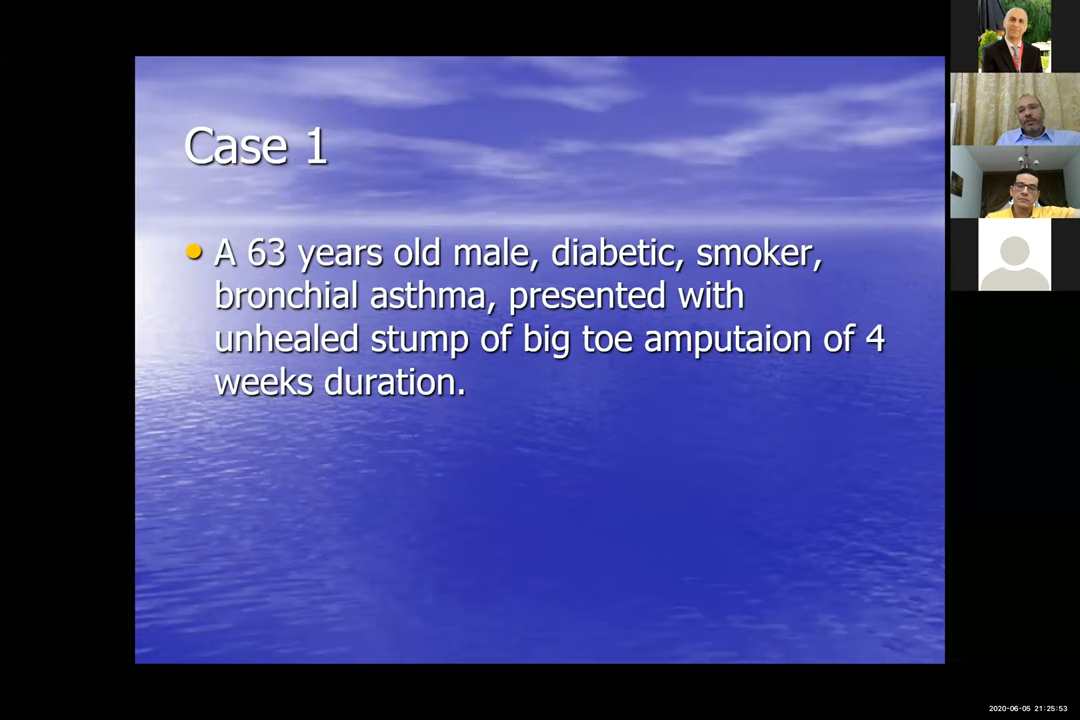 Case 1
• A 63 years old male, diabetic, smoker,
bronchial asthma, presented with
unhealed stump of big toe amputaion of 4
weeks duration.
2020-06-05 21:25:53